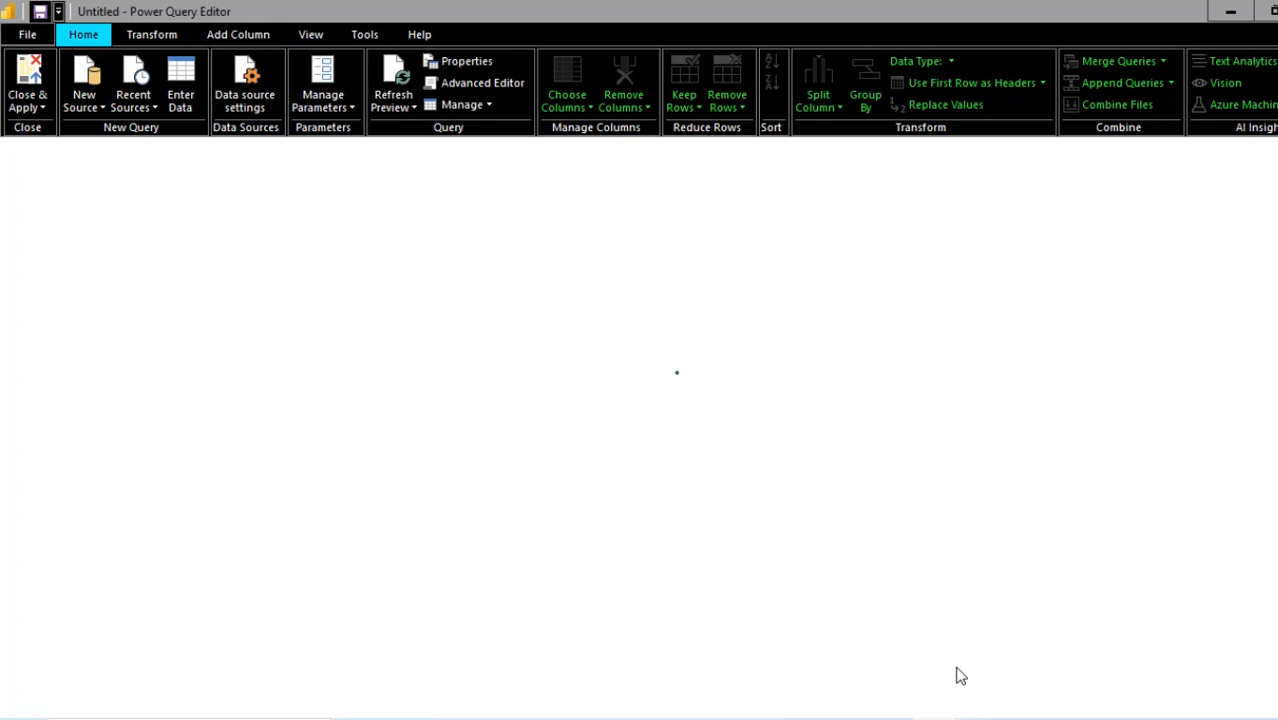 Untitled - Power Query Editor
File Home Transform Add Column View Tools Help
Close & Apply
New Source
Recent Sources
Enter Data
Data source settings
Manage Parameters
Refresh Preview
Properties
Advanced Editor
Manage
Choose Columns
Remove Columns
Keep Rows
Remove Rows
Split Column
Group By
Data Type:
Use First Row as Headers
Replace Values
Merge Queries
Append Queries
Combine Files
Text Analytics
Vision
Azure Machin
Close New Query Data Sources Parameters Query Manage Columns Reduce Rows Sort Transform Combine AI Insigh